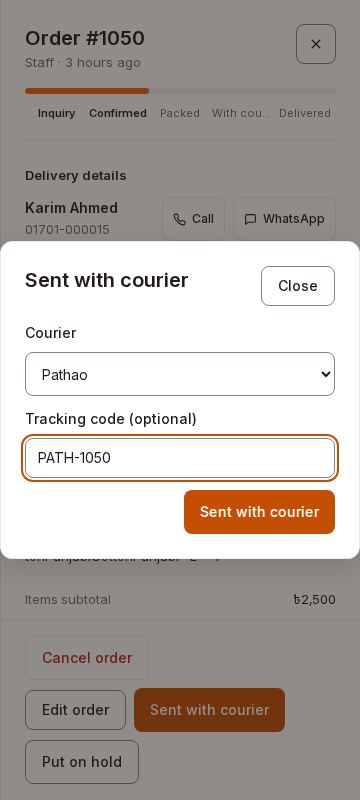 Order #1050
Staff · 3 hours ago
Inquiry Confirmed Packed With cou... Delivered
Delivery details
Karim Ahmed
Call WhatsApp
01701-000015
Sent with courier
Close
Courier
Pathao
Tracking code (optional)
PATH-1050
Sent with courier
Items subtotal ৳2,500
Cancel order
Edit order Sent with courier
Put on hold